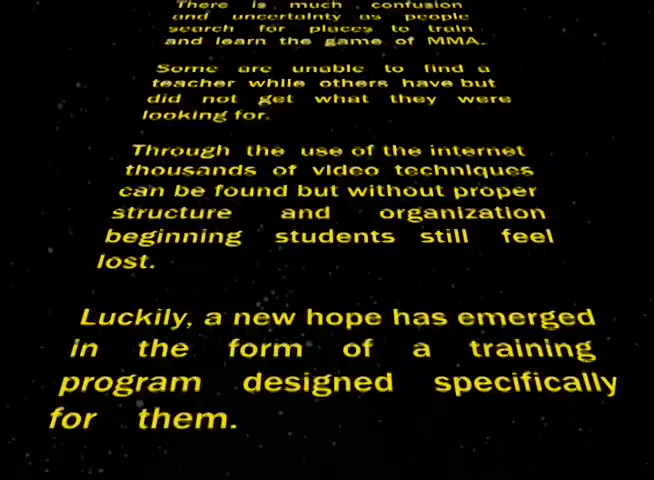 There is much confusion
and uncertainty as people
search for places to train
and learn the game of MMA.
Some are unable to find a
teacher while others have but
did not get what they were
looking for.
Through the use of the internet
thousands of video techniques
can be found but without proper
structure and organization
beginning students still feel
lost.
Luckily, a new hope has emerged
in the form of a training
program designed specifically
for them.